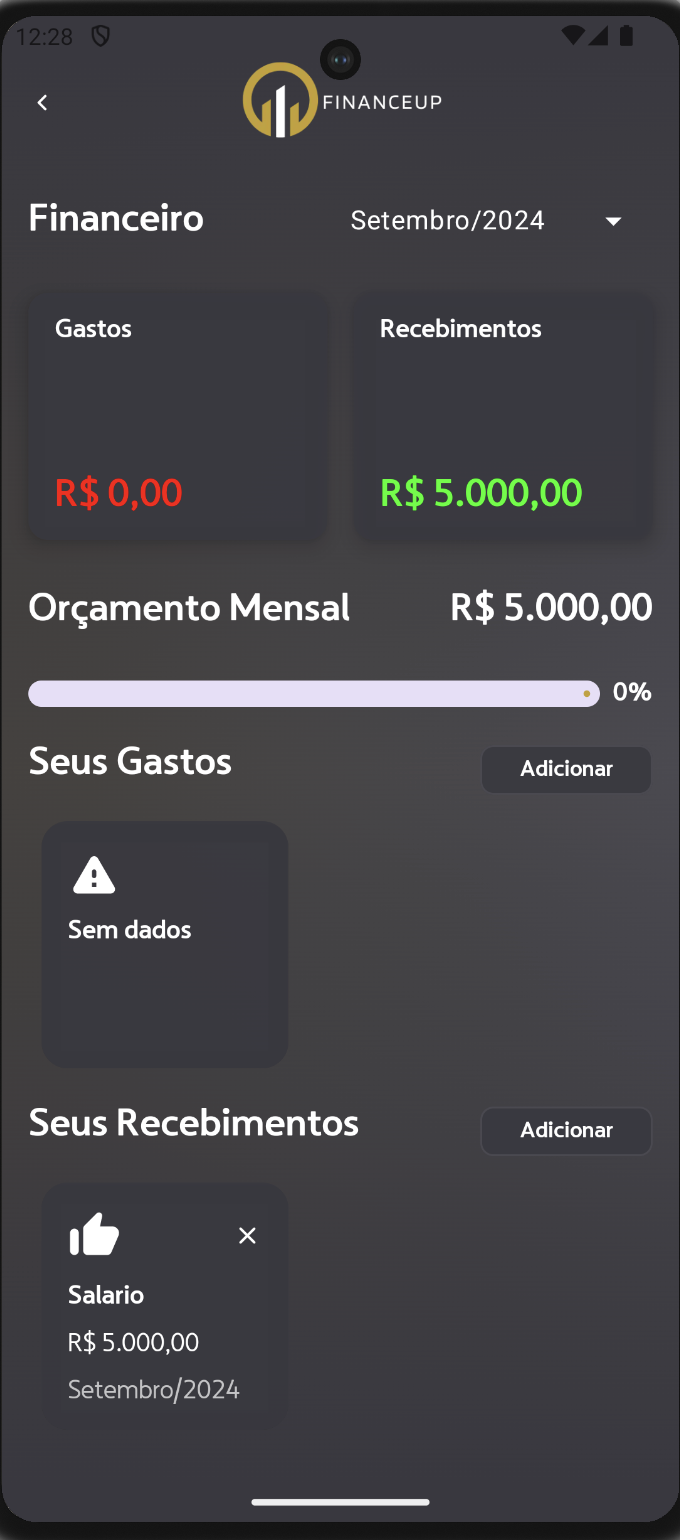 12:28
FINANCEUP
Financeiro
Setembro/2024
Gastos
Recebimentos
R$ 0,00
R$ 5.000,00
Orçamento Mensal
R$ 5.000,00
0%
Seus Gastos
Adicionar
Sem dados
Seus Recebimentos
Adicionar
Salario
R$ 5.000,00
Setembro/2024